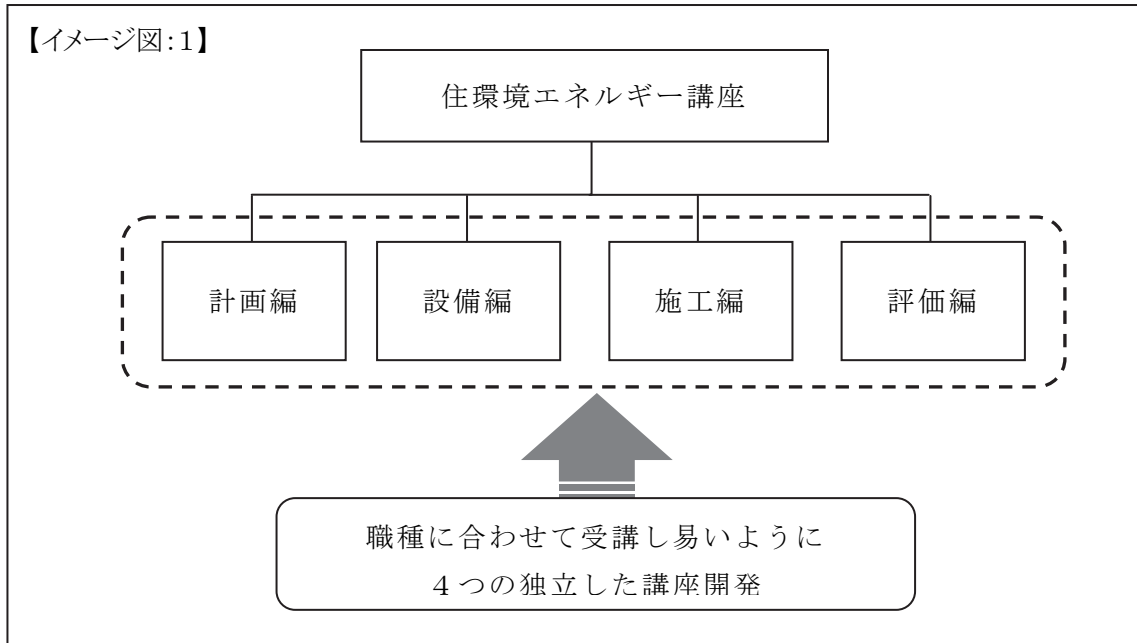 【イメージ図:1】
住環境エネルギー講座
計画編
設備編
施工編
評価編
職種に合わせて受講し易いように
4つの独立した講座開発